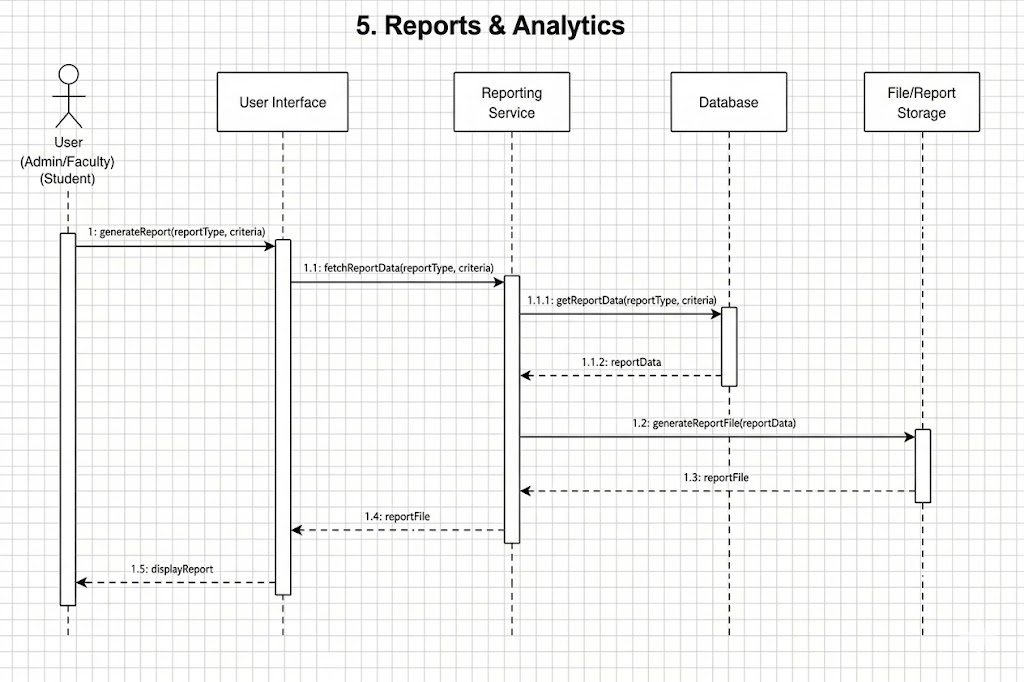 5. Reports & Analytics
User
(Admin/Faculty)
(Student)
User Interface
Reporting
Service
Database
File/Report
Storage
1: generateReport(reportType, criteria)
1.1: fetchReportData(reportType, criteria)
1.1.1: getReportData(reportType, criteria)
1.1.2: reportData
1.2: generateReportFile(reportData)
1.3: reportFile
1.4: reportFile
1.5: displayReport